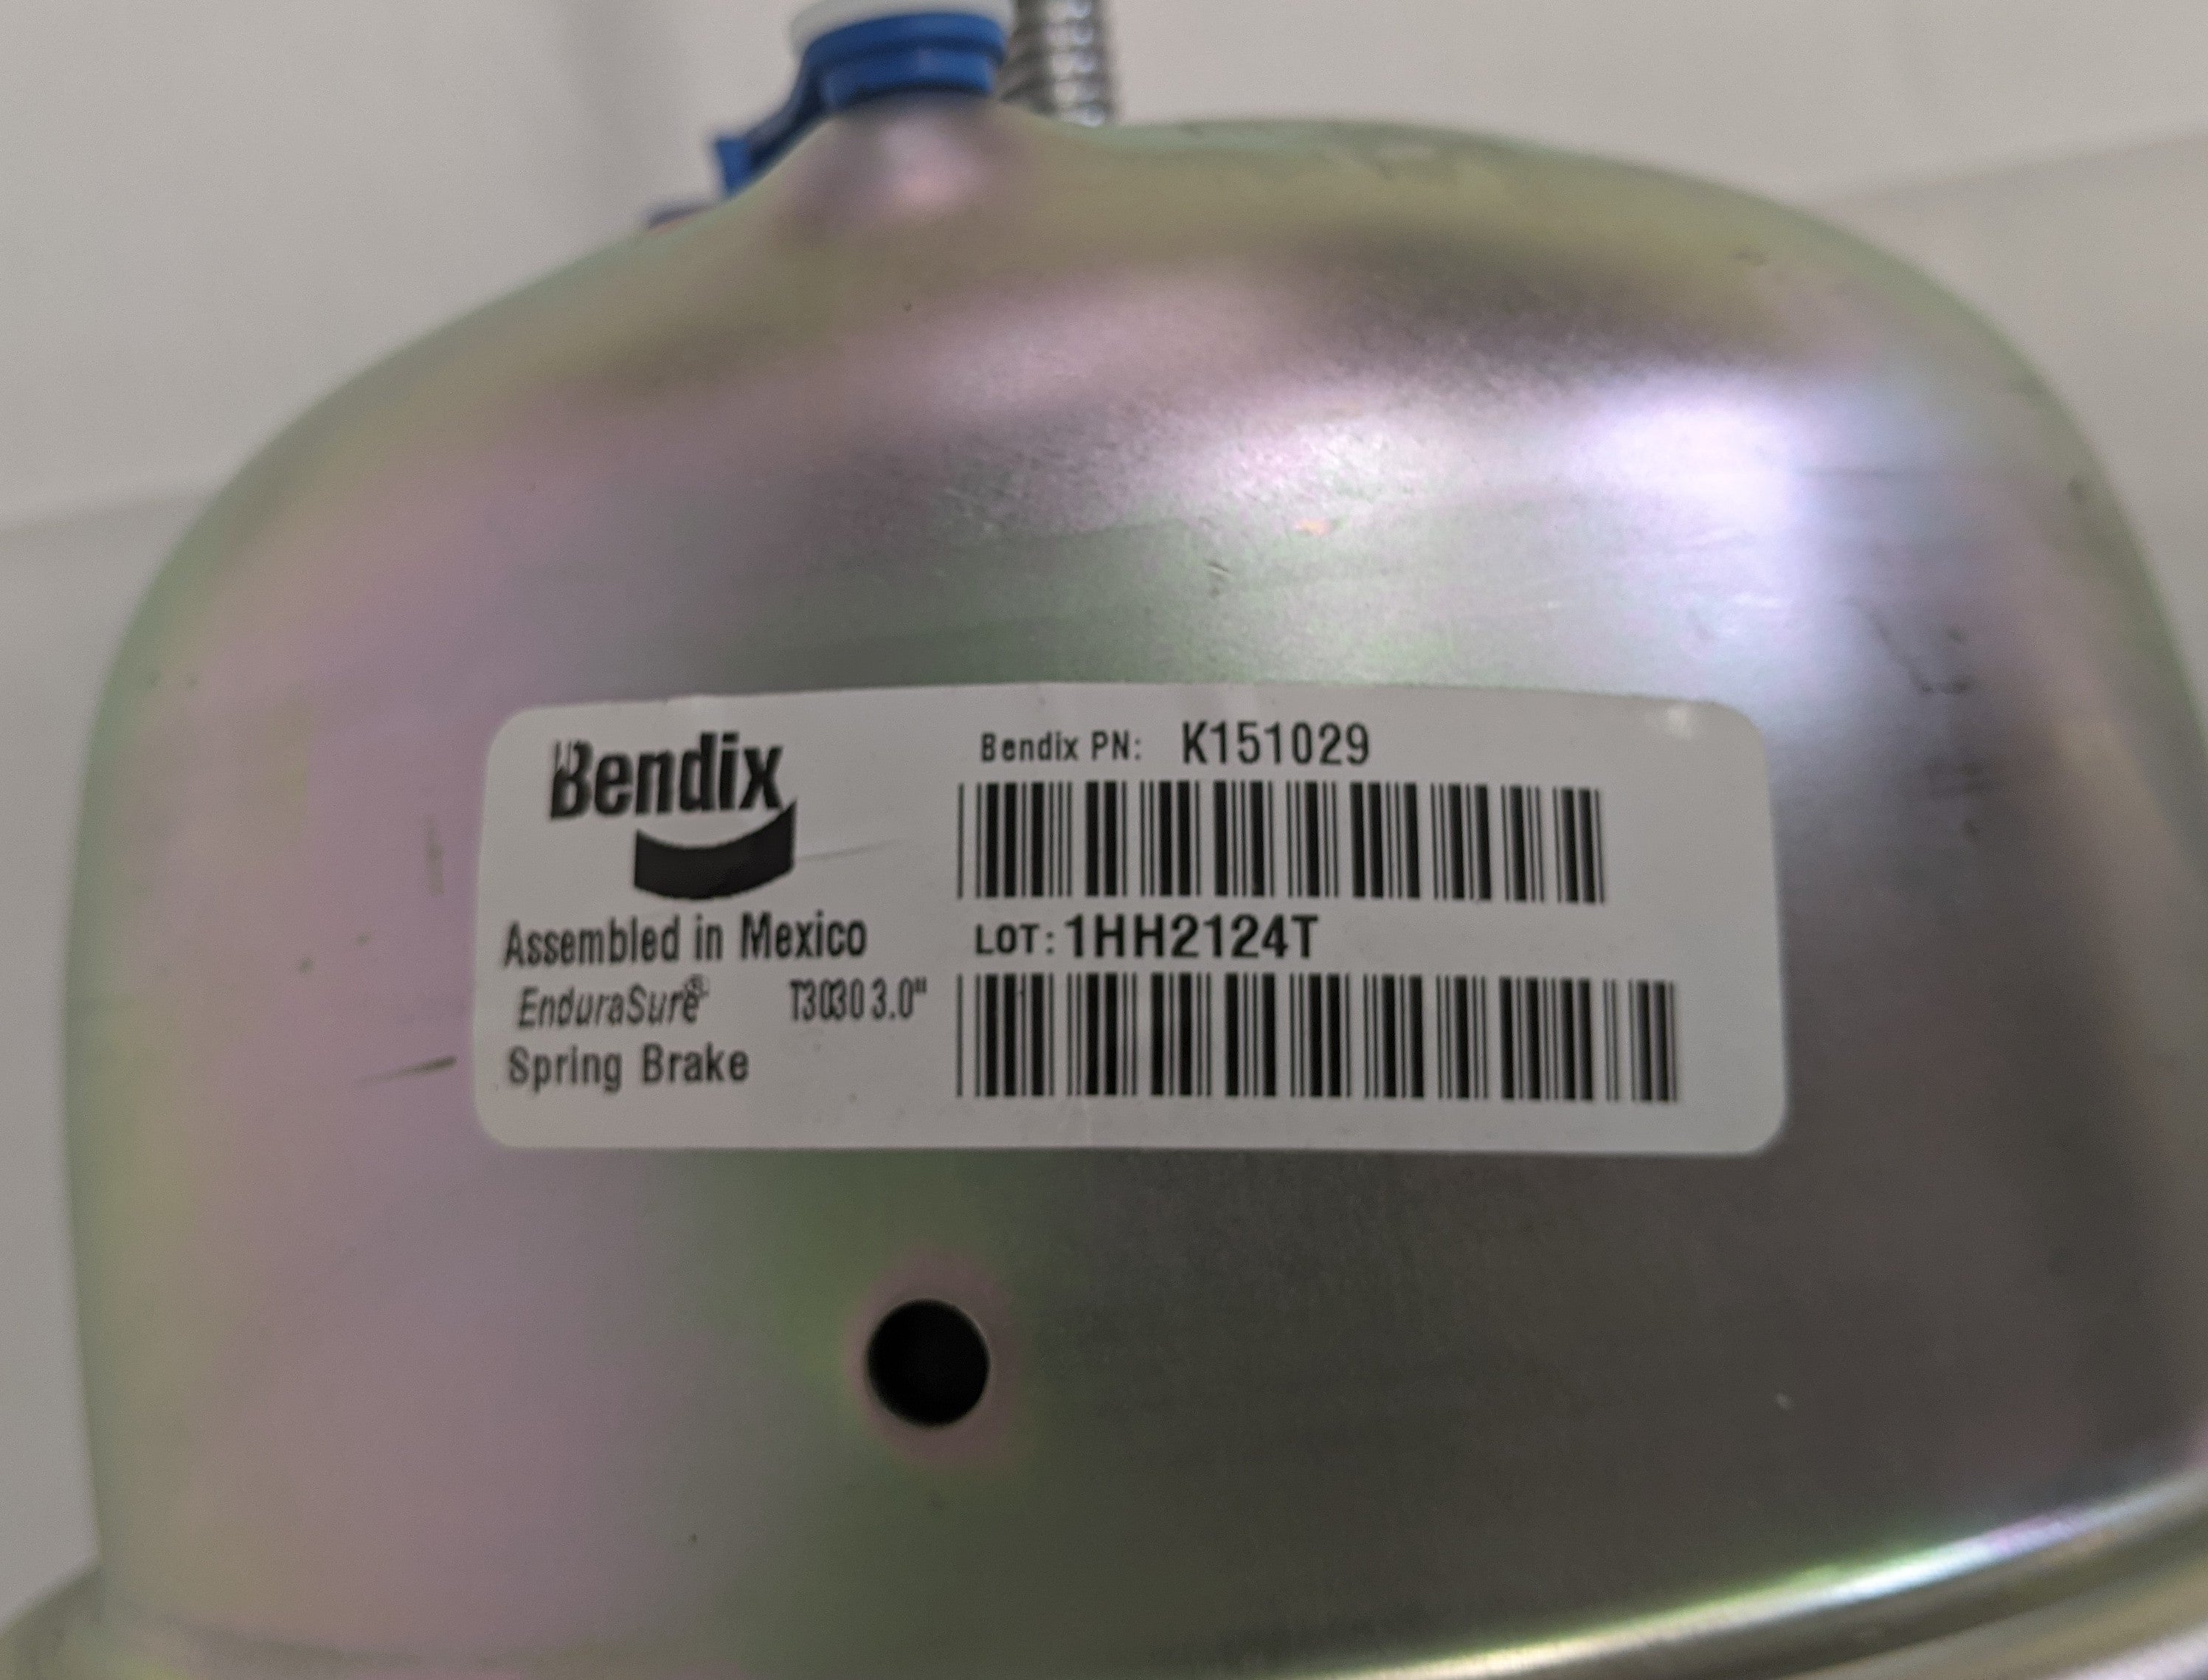 Bendix
Assembled in Mexico
EnduraSure® T3030 3.0"
Spring Brake
Bendix PN: K151029
LOT: 1HH2124T